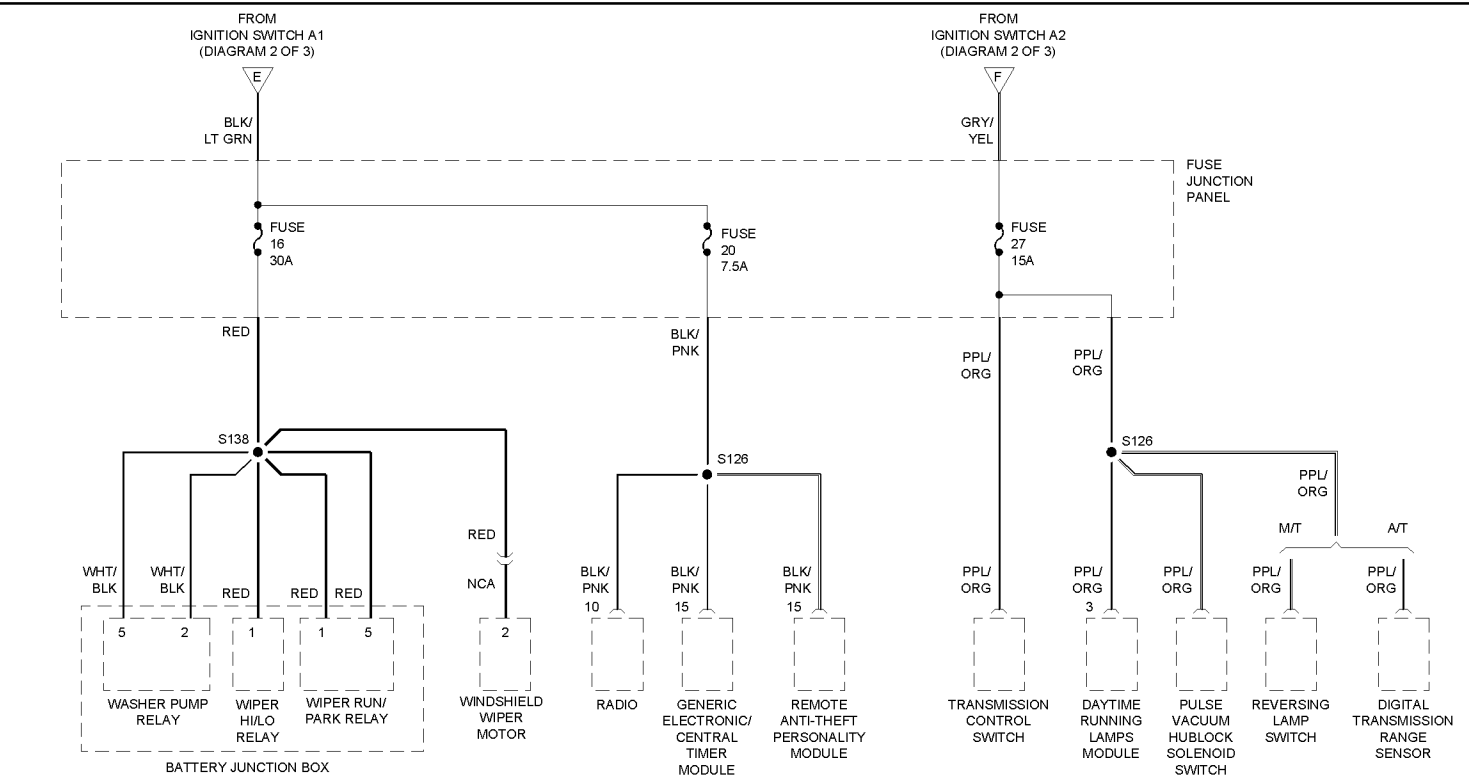 FROM
IGNITION SWITCH A1
(DIAGRAM 2 OF 3)
E
BLK/
LT GRN
FROM
IGNITION SWITCH A2
(DIAGRAM 2 OF 3)
F
GRY/
YEL
FUSE
JUNCTION
PANEL
FUSE
16
30A
FUSE
20
7.5A
FUSE
27
15A
RED
BLK/
PNK
PPL/
ORG
PPL/
ORG
S138
S126
S126
PPL/
ORG
M/T
A/T
RED
NCA
WHT/
BLK
WHT/
BLK
RED
RED
RED
BLK/
PNK
10
BLK/
PNK
15
BLK/
PNK
15
PPL/
ORG
PPL/
ORG
3
PPL/
ORG
PPL/
ORG
PPL/
ORG
5
2
1
1
5
2
WASHER PUMP
RELAY
WIPER
HI/LO
RELAY
WIPER RUN/
PARK RELAY
WINDSHIELD
WIPER
MOTOR
RADIO
GENERIC
ELECTRONIC/
CENTRAL
TIMER
MODULE
REMOTE
ANTI-THEFT
PERSONALITY
MODULE
TRANSMISSION
CONTROL
SWITCH
DAYTIME
RUNNING
LAMPS
MODULE
PULSE
VACUUM
HUBLOCK
SOLENOID
SWITCH
REVERSING
LAMP
SWITCH
DIGITAL
TRANSMISSION
RANGE
SENSOR
BATTERY JUNCTION BOX